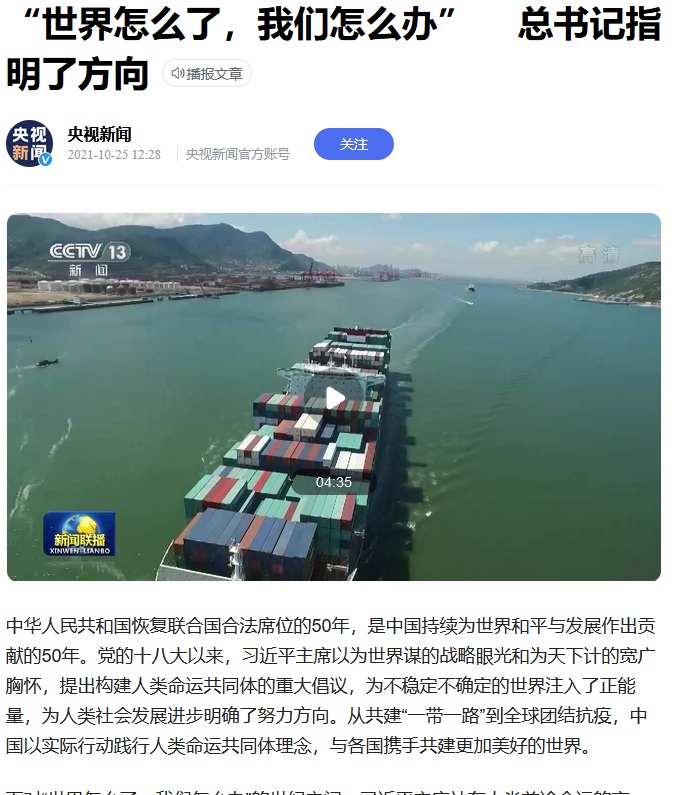 “世界怎么了，我们怎么办” 总书记指
明了方向 播报文章
央视新闻
央视新闻
2021-10-25 12:28 央视新闻官方账号
关注
CCTV 13
新闻
高清
04:35
新闻联播
XINWEN LIANBO
中华人民共和国恢复联合国合法席位的50年，是中国持续为世界和平与发展作出贡
献的50年。党的十八大以来，习近平主席以为世界谋的战略眼光和为天下计的宽广
胸怀，提出构建人类命运共同体的重大倡议，为不稳定不确定的世界注入了正能
量，为人类社会发展进步明确了努力方向。从共建“一带一路”到全球团结抗疫，中
国以实际行动践行人类命运共同体理念，与各国携手共建更加美好的世界。